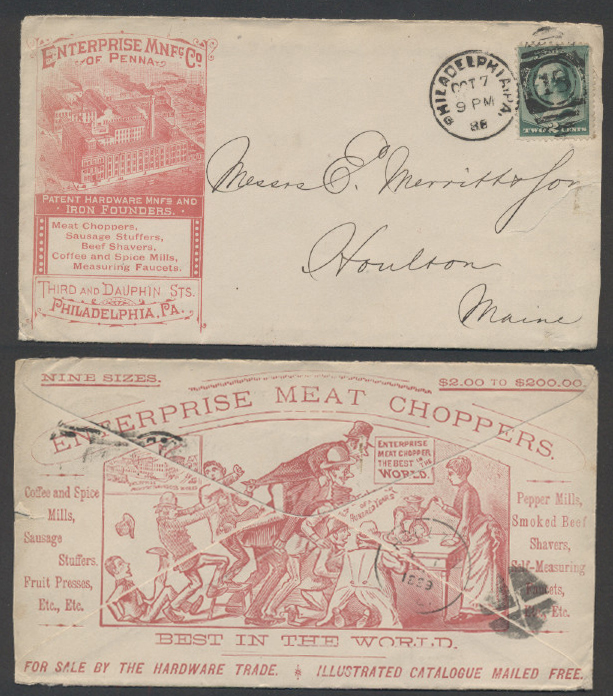 ENTERPRISE MNFG CO
OF PENNA
PATENT HARDWARE MNFS AND
IRON FOUNDERS.
Meat Choppers,
Sausage Stuffers,
Beef Shavers,
Coffee and Spice Mills,
Measuring Faucets.
THIRD AND DAUPHIN STS.
PHILADELPHIA, PA.
PHILADELPHIA, PA.
OCT 7
9 PM
86
TWO CENTS
Messrs E. Merritt & Son
Houlton
Maine
NINE SIZES.
$2.00 TO $200.00.
ENTERPRISE MEAT CHOPPERS.
ENTERPRISE
MEAT CHOPPER
THE BEST IN THE
WORLD.
Coffee and Spice
Mills,
Sausage
Stuffers.
Fruit Presses,
Etc., Etc.
Pepper Mills,
Smoked Beef
Shavers,
Self-Measuring
Faucets,
Etc., Etc.
BEST IN THE WORLD.
FOR SALE BY THE HARDWARE TRADE. & ILLUSTRATED CATALOGUE MAILED FREE.